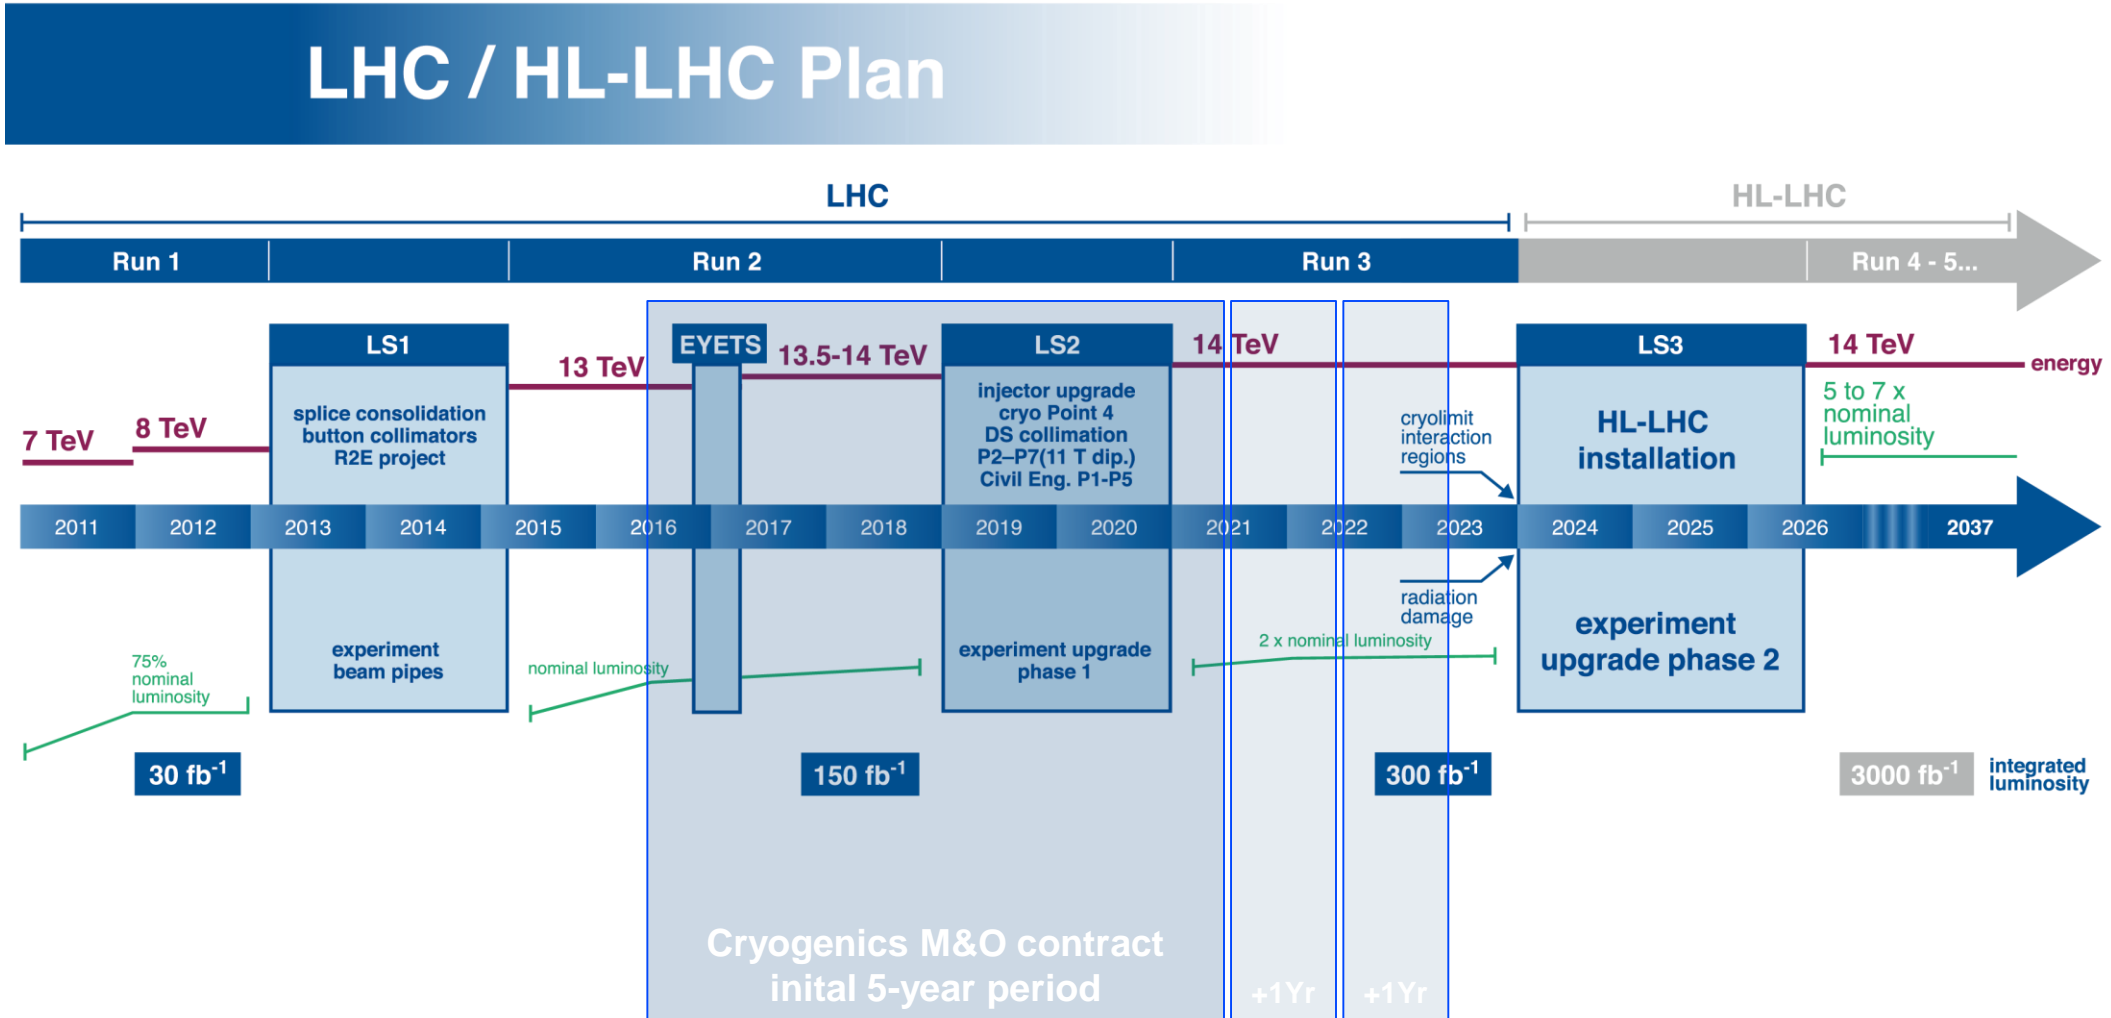 LHC / HL-LHC Plan
LHC
HL-LHC
Run 1
Run 2
Run 3
Run 4 - 5...
LS1
EYETS
LS2
LS3
7 TeV
8 TeV
13 TeV
13.5-14 TeV
14 TeV
14 TeV
energy
splice consolidation
button collimators
R2E project
injector upgrade
cryo Point 4
DS collimation
P2–P7(11 T dip.)
Civil Eng. P1-P5
cryolimit
interaction
regions
HL-LHC
installation
5 to 7 x
nominal
luminosity
2011
2012
2013
2014
2015
2016
2017
2018
2019
2020
2021
2022
2023
2024
2025
2026
2037
75%
nominal
luminosity
experiment
beam pipes
nominal luminosity
experiment upgrade
phase 1
radiation
damage
2 x nominal luminosity
experiment
upgrade phase 2
30 fb⁻¹
150 fb⁻¹
300 fb⁻¹
3000 fb⁻¹
integrated
luminosity
Cryogenics M&O contract
inital 5-year period
+1Yr
+1Yr